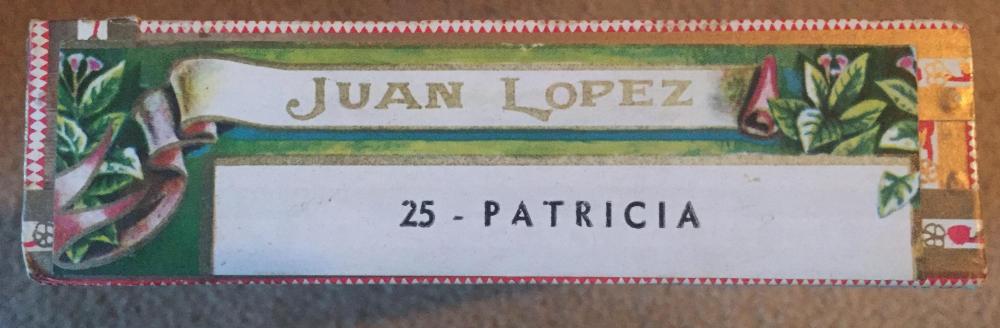 JUAN LOPEZ
25 - PATRICIA